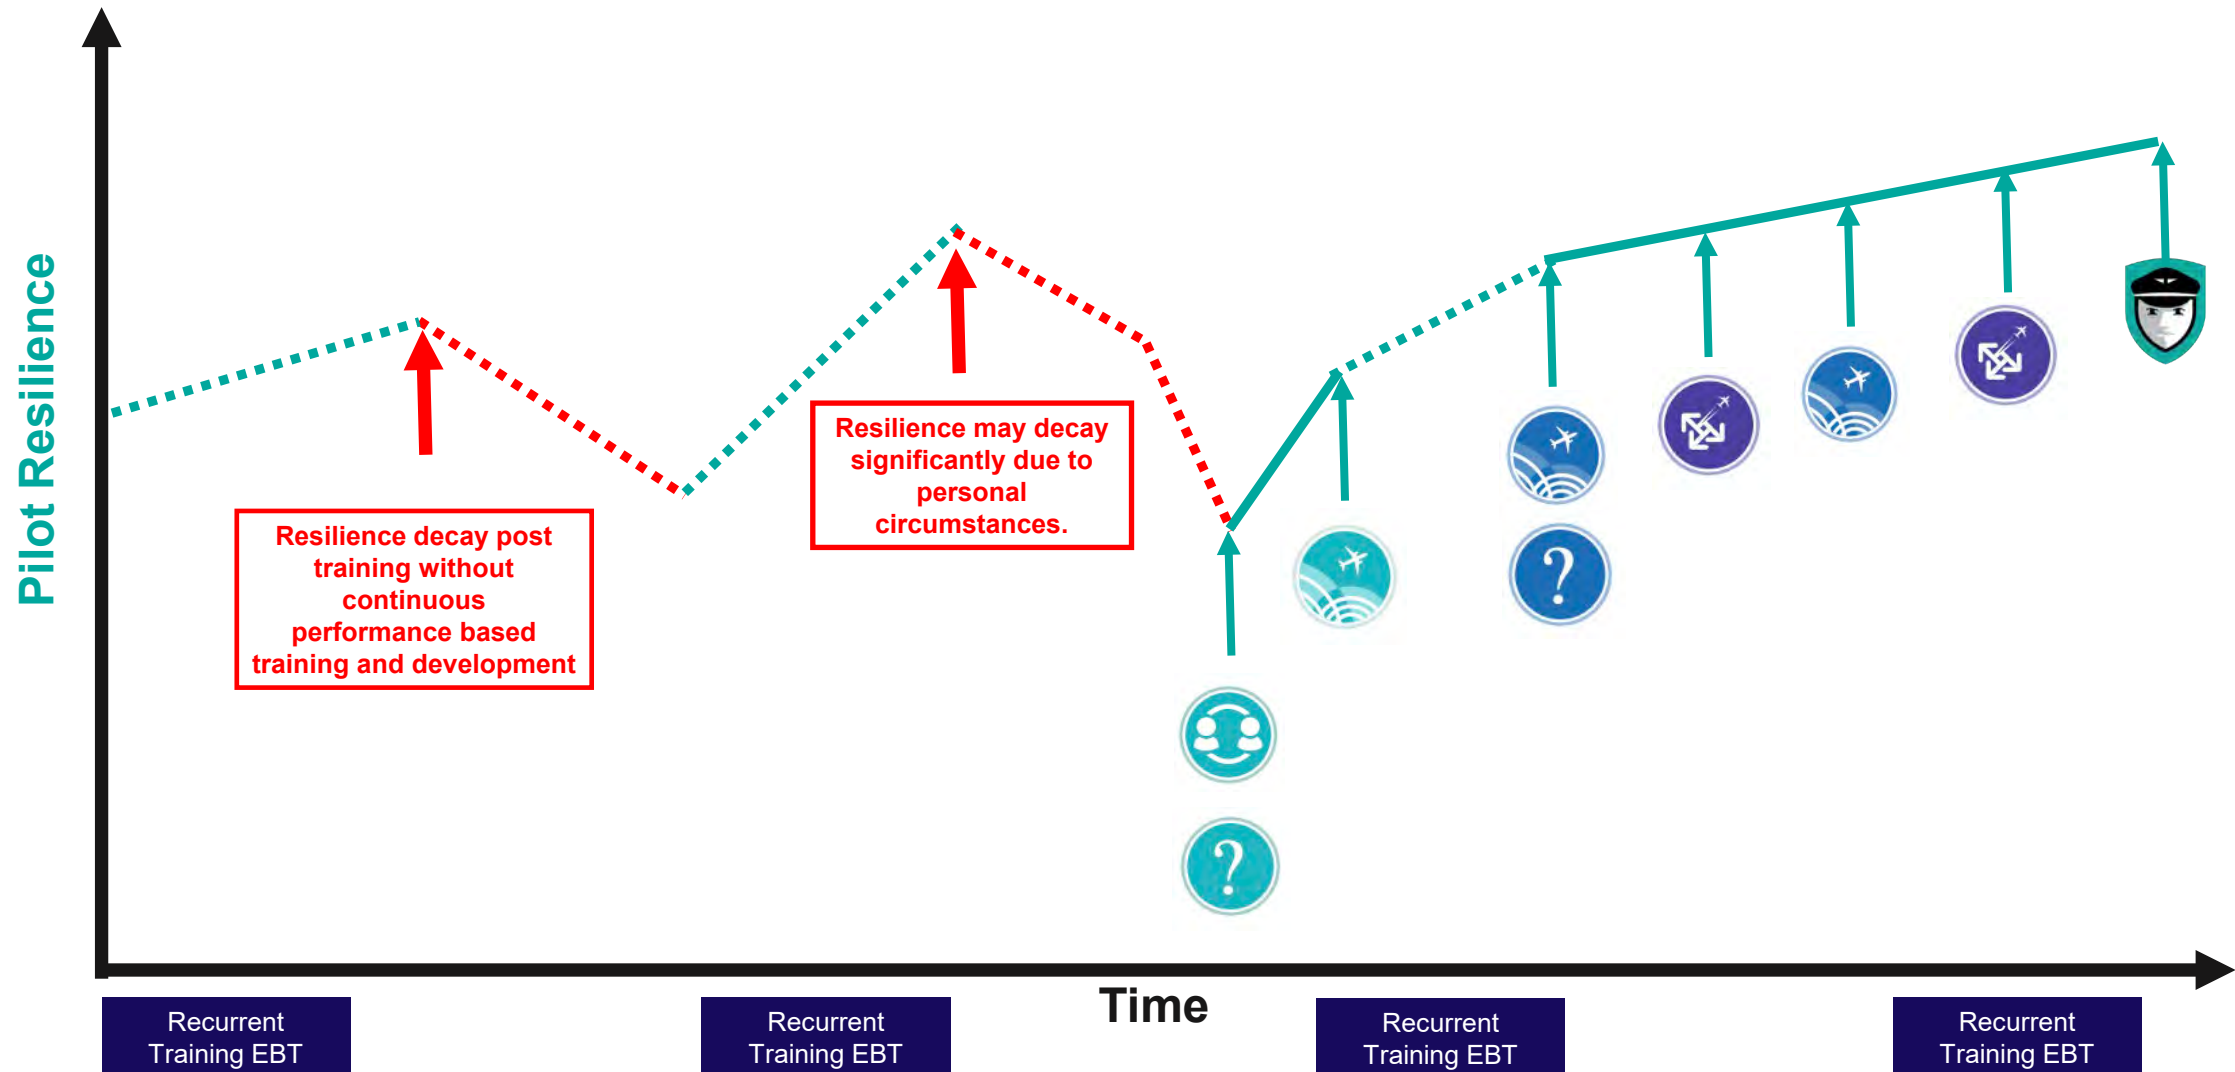 Pilot Resilience
Resilience decay post
training without
continuous
performance based
training and development
Resilience may decay
significantly due to
personal
circumstances.
?
?
Time
Recurrent
Training EBT
Recurrent
Training EBT
Recurrent
Training EBT
Recurrent
Training EBT